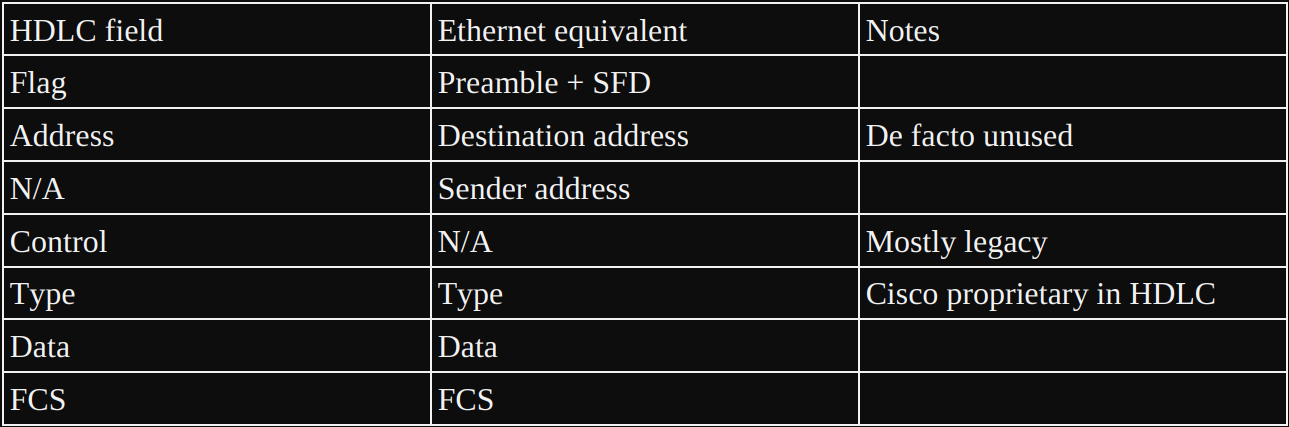 HDLC field Ethernet equivalent Notes
Flag Preamble + SFD
Address Destination address De facto unused
N/A Sender address
Control N/A Mostly legacy
Type Type Cisco proprietary in HDLC
Data Data
FCS FCS